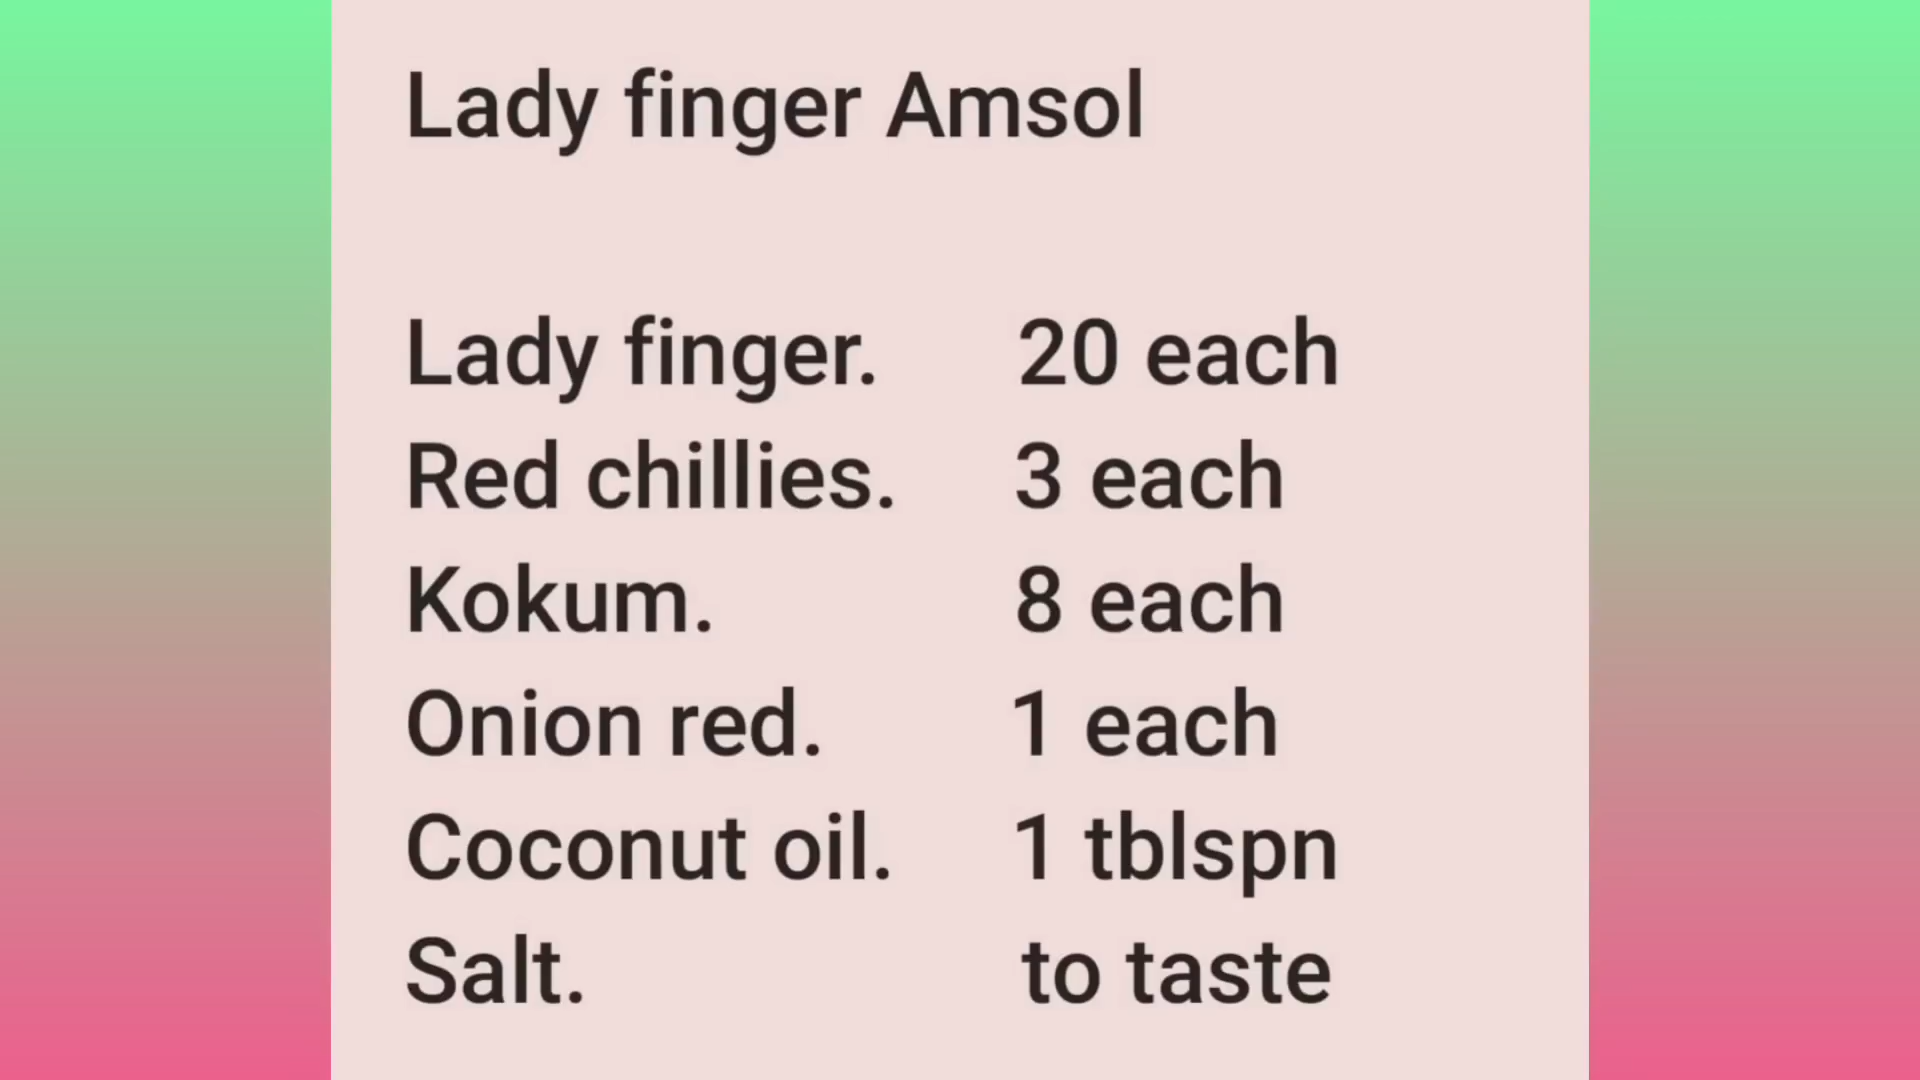 Lady finger Amsol
Lady finger. 20 each
Red chillies. 3 each
Kokum. 8 each
Onion red. 1 each
Coconut oil. 1 tblspn
Salt. to taste